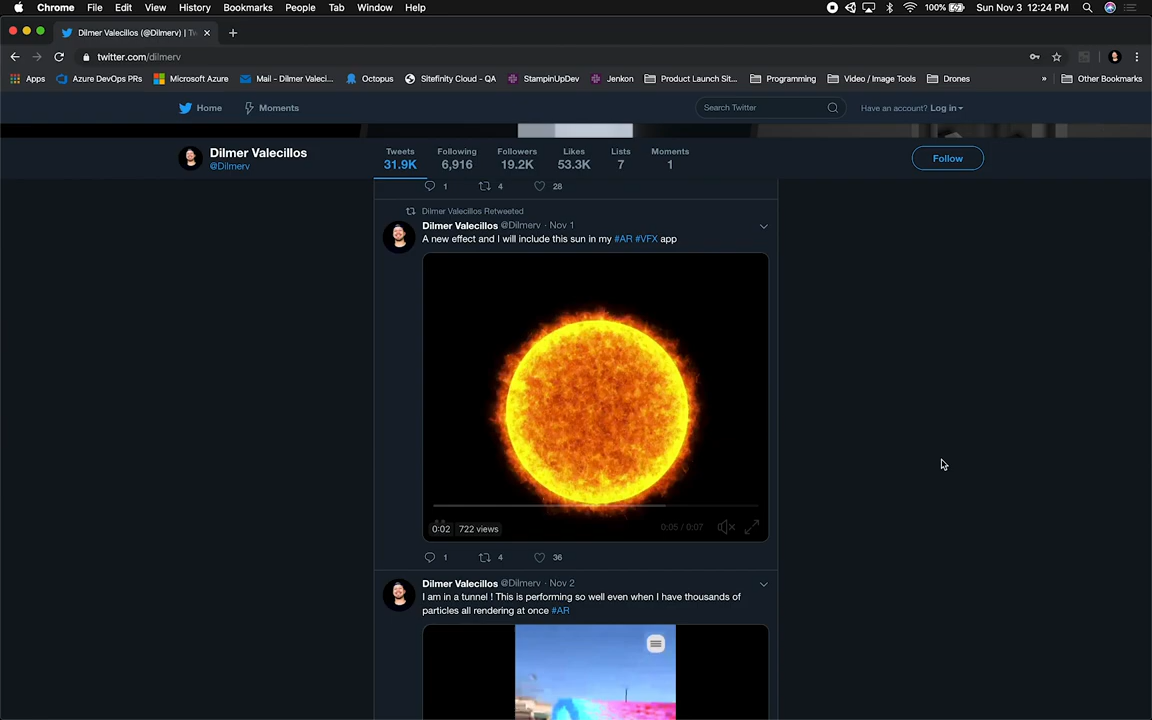 Chrome File Edit View History Bookmarks People Tab Window Help 100% Sun Nov 3 12:24 PM
Dilmer Valecillos (@Dilmerv) | Tw
twitter.com/dilmerv
Apps Azure DevOps PRs Microsoft Azure Mail - Dilmer Valeci... Octopus Sitefinity Cloud - QA StampinUpDev Jenkon Product Launch Sit... Programming Video / Image Tools Drones » Other Bookmarks
Home Moments Search Twitter Have an account? Log in
Tweets Following Followers Likes Lists Moments
Dilmer Valecillos
@Dilmerv 31.9K 6,916 19.2K 53.3K 7 1 Follow
1 4 28
Dilmer Valecillos Retweeted
Dilmer Valecillos @Dilmerv · Nov 1
A new effect and I will include this sun in my #AR #VFX app
0:02 722 views 0:05 / 0:07
1 4 36
Dilmer Valecillos @Dilmerv · Nov 2
I am in a tunnel ! This is performing so well even when I have thousands of
particles all rendering at once #AR